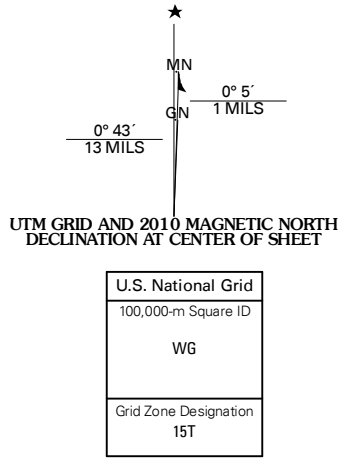 ★
MN
0° 5´
1 MILS
GN
0° 43´
13 MILS
UTM GRID AND 2010 MAGNETIC NORTH
DECLINATION AT CENTER OF SHEET
U.S. National Grid
100,000-m Square ID
WG
Grid Zone Designation
15T